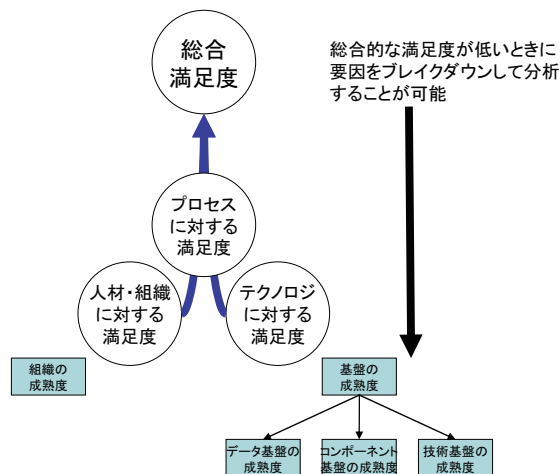 総合
満足度
総合的な満足度が低いときに
要因をブレイクダウンして分析
することが可能
プロセス
に対する
満足度
人材・組織
に対する
満足度
テクノロジ
に対する
満足度
組織の
成熟度
基盤の
成熟度
データ基盤の
成熟度
コンポーネント
基盤の成熟度
技術基盤の
成熟度